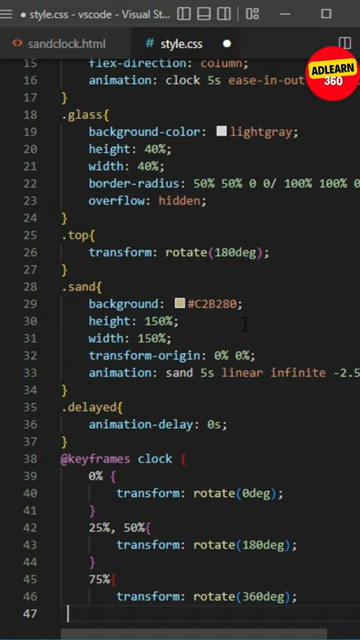 style.css - vscode - Visual St...
sandclock.html
# style.css
ADLEARN
360
15 flex-direction: column;
16 animation: clock 5s ease-in-out
17 }
18 .glass{
19 background-color: lightgray;
20 height: 40%;
21 width: 40%;
22 border-radius: 50% 50% 0 0/ 100% 100% 0
23 overflow: hidden;
24 }
25 .top{
26 transform: rotate(180deg);
27 }
28 .sand{
29 background: #C2B280;
30 height: 150%;
31 width: 150%;
32 transform-origin: 0% 0%;
33 animation: sand 5s linear infinite -2.5
34 }
35 .delayed{
36 animation-delay: 0s;
37 }
38 @keyframes clock {
39 0% {
40 transform: rotate(0deg);
41 }
42 25%, 50%{
43 transform: rotate(180deg);
44 }
45 75%{
46 transform: rotate(360deg);
47